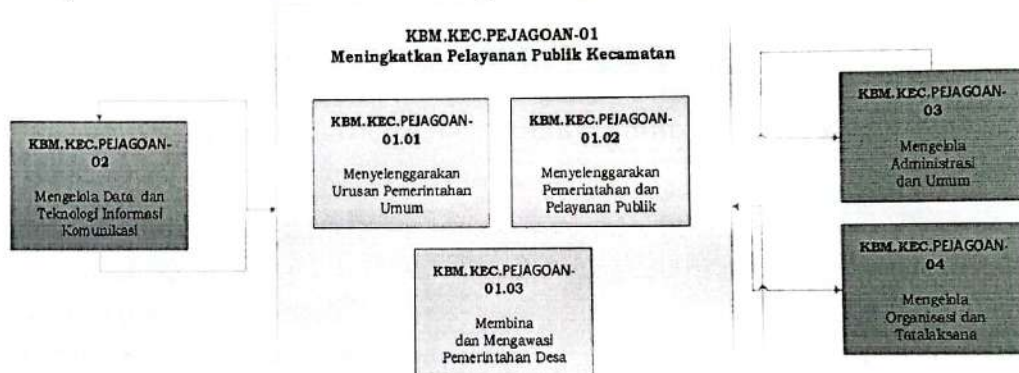 KBM.KEC.PEJAGOAN-01
Meningkatkan Pelayanan Publik Kecamatan
KBM.KEC.PEJAGOAN-
02
Mengelola Data dan
Teknologi Informasi
Komunikasi
KBM.KEC.PEJAGOAN-
01.01
Menyelenggarakan
Urusan Pemerintahan
Umum
KBM.KEC.PEJAGOAN-
01.02
Menyelenggarakan
Pemerintahan dan
Pelayanan Publik
KBM.KEC.PEJAGOAN-
01.03
Membina
dan Mengawasi
Pemerintahan Desa
KBM.KEC.PEJAGOAN-
03
Mengelola
Administrasi
dan Umum
KBM.KEC.PEJAGOAN-
04
Mengelola
Organisasi dan
Tatalaksana